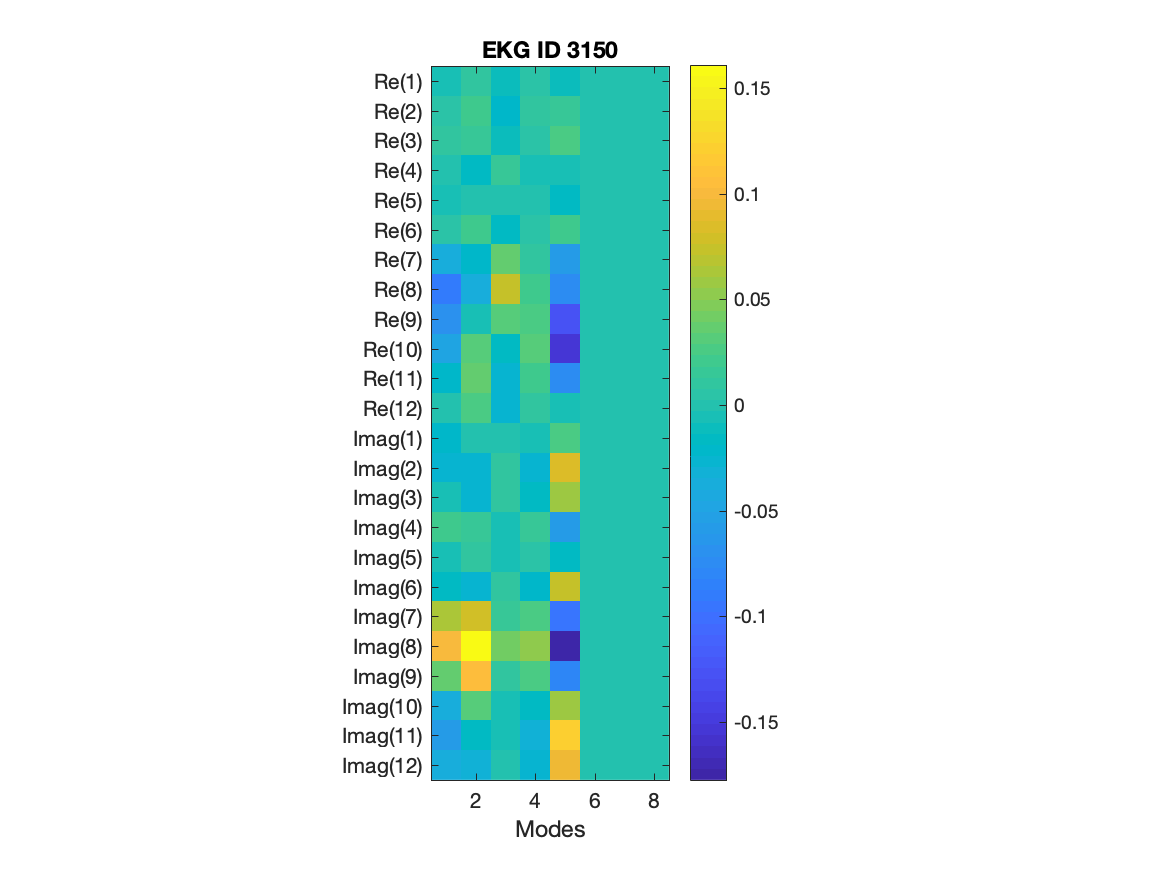 EKG ID 3150
Re(1)
Re(2)
Re(3)
Re(4)
Re(5)
Re(6)
Re(7)
Re(8)
Re(9)
Re(10)
Re(11)
Re(12)
Imag(1)
Imag(2)
Imag(3)
Imag(4)
Imag(5)
Imag(6)
Imag(7)
Imag(8)
Imag(9)
Imag(10)
Imag(11)
Imag(12)
2 4 6 8
Modes
0.15
0.1
0.05
0
-0.05
-0.1
-0.15